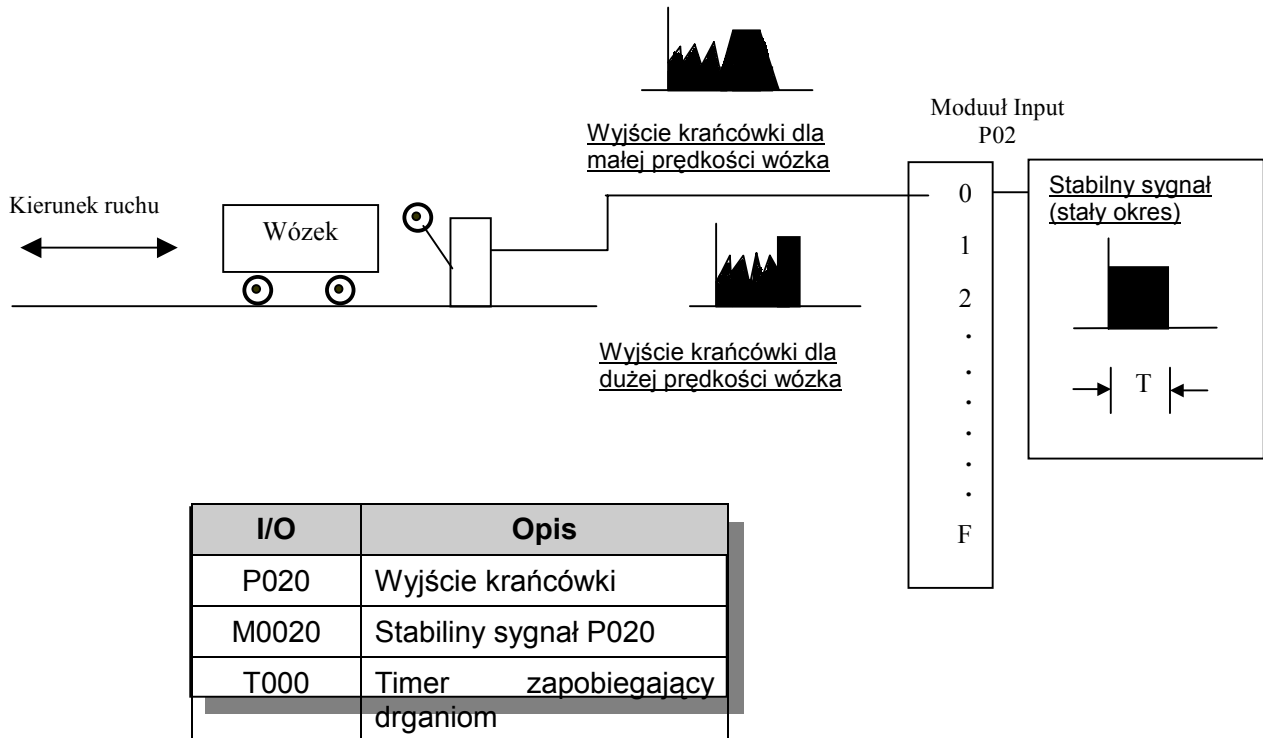 Wyjście krańcówki dla
małej prędkości wózka
Moduuł Input
P02
Kierunek ruchu
Wózek
0
1
2
.
.
.
.
.
.
F
Stabilny sygnał
(stały okres)
T
Wyjście krańcówki dla
dużej prędkości wózka
I/O Opis
P020 Wyjście krańcówki
M0020 Stabiliny sygnał P020
T000 Timer zapobiegający
drganiom